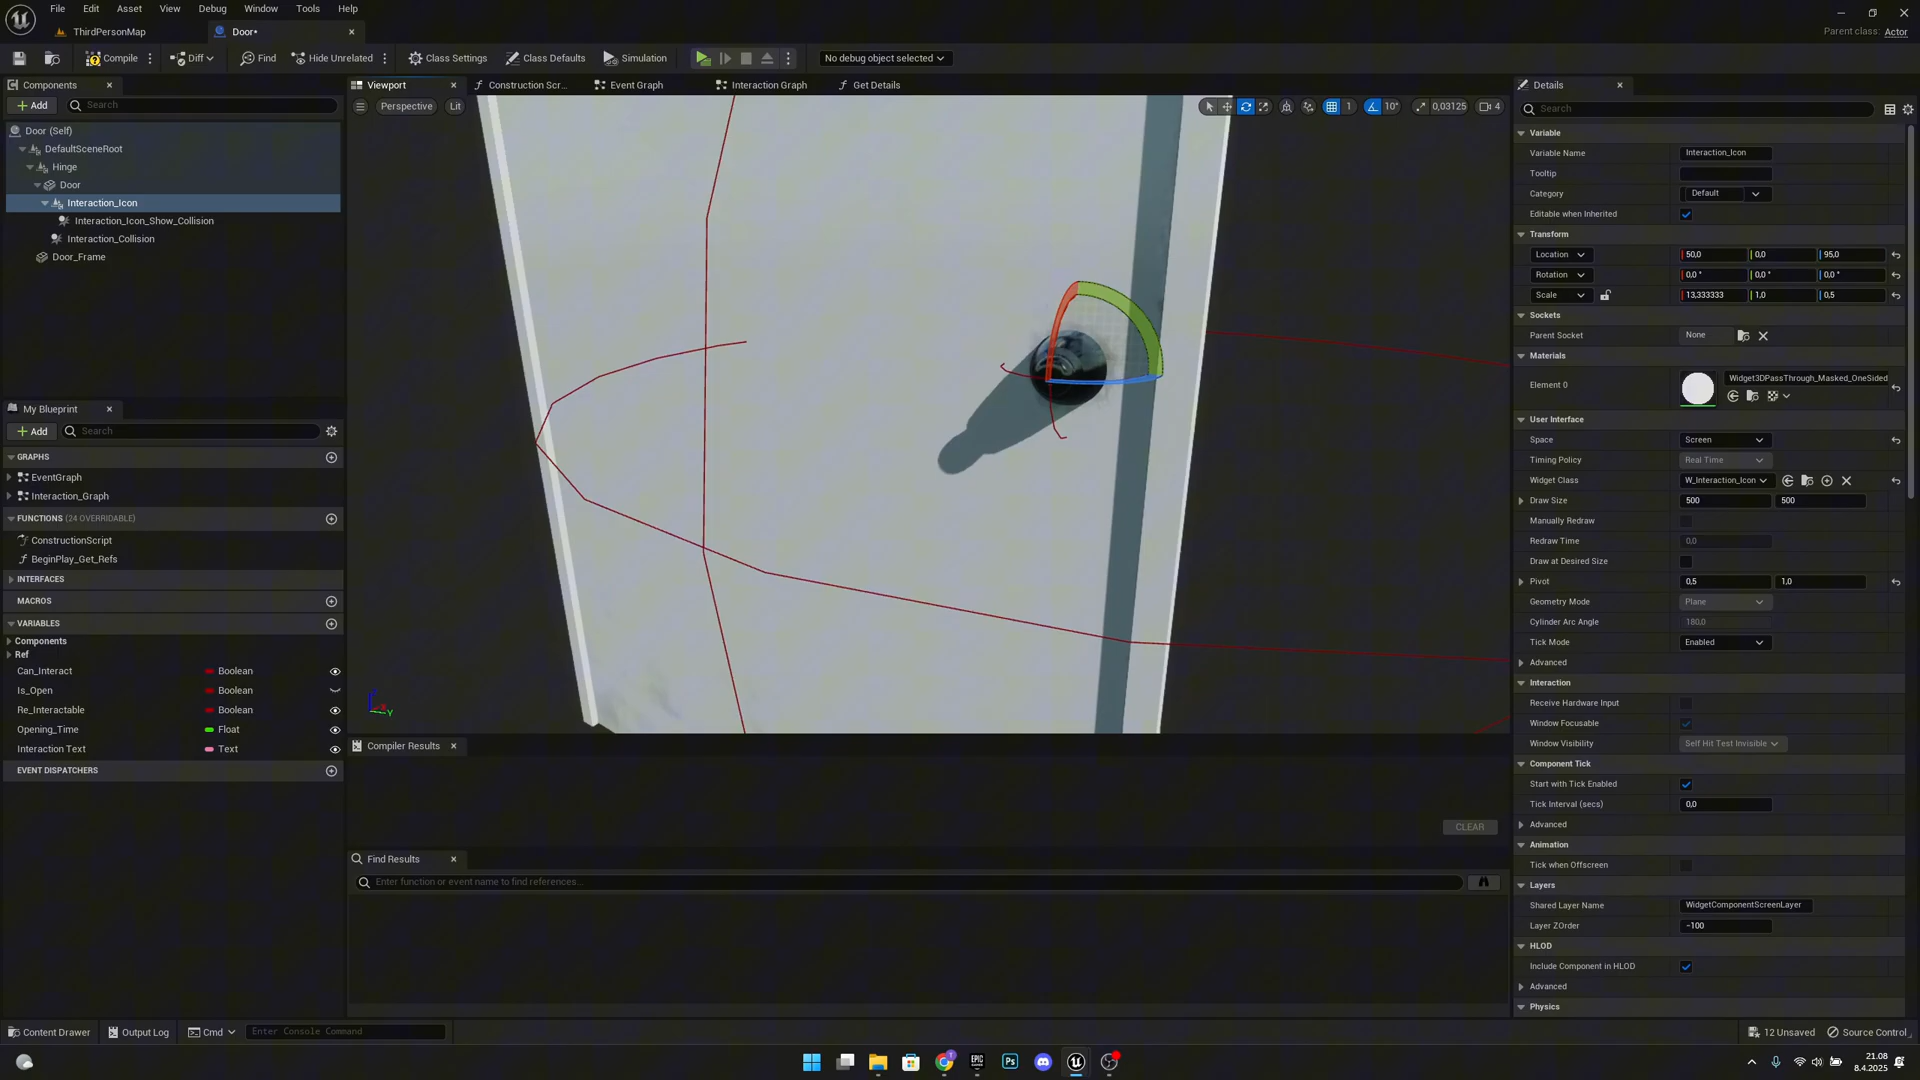 File Edit Asset View Debug Window Tools Help
ThirdPersonMap Door•
Parent class: Actor
Compile Diff Find Hide Unrelated Class Settings Class Defaults Simulation No debug object selected
Components
Add Search
Door (Self)
DefaultSceneRoot
Hinge
Door
Interaction_Icon
Interaction_Icon_Show_Collision
Interaction_Collision
Door_Frame
My Blueprint
Add Search
GRAPHS
EventGraph
Interaction_Graph
FUNCTIONS (24 OVERRIDABLE)
ConstructionScript
BeginPlay_Get_Refs
INTERFACES
MACROS
VARIABLES
Components
Ref
Can_Interact Boolean
Is_Open Boolean
Re_Interactable Boolean
Opening_Time Float
Interaction Text Text
EVENT DISPATCHERS
Viewport Construction Scr... Event Graph Interaction Graph Get Details
Perspective Lit 1 10° 0,03125 4
Compiler Results
CLEAR
Find Results
Enter function or event name to find references...
Details
Search
Variable
Variable Name Interaction_Icon
Tooltip
Category Default
Editable when Inherited
Transform
Location 50,0 0,0 95,0
Rotation 0,0 ° 0,0 ° 0,0 °
Scale 13,333333 1,0 0,5
Sockets
Parent Socket None
Materials
Element 0 Widget3DPassThrough_Masked_OneSided
User Interface
Space Screen
Timing Policy Real Time
Widget Class W_Interaction_Icon
Draw Size 500 500
Manually Redraw
Redraw Time 0,0
Draw at Desired Size
Pivot 0,5 1,0
Geometry Mode Plane
Cylinder Arc Angle 180,0
Tick Mode Enabled
Advanced
Interaction
Receive Hardware Input
Window Focusable
Window Visibility Self Hit Test Invisible
Component Tick
Start with Tick Enabled
Tick Interval (secs) 0,0
Advanced
Animation
Tick when Offscreen
Layers
Shared Layer Name WidgetComponentScreenLayer
Layer ZOrder -100
HLOD
Include Component in HLOD
Advanced
Physics
Content Drawer Output Log Cmd Enter Console Command 12 Unsaved Source Control
21.08
8.4.2025